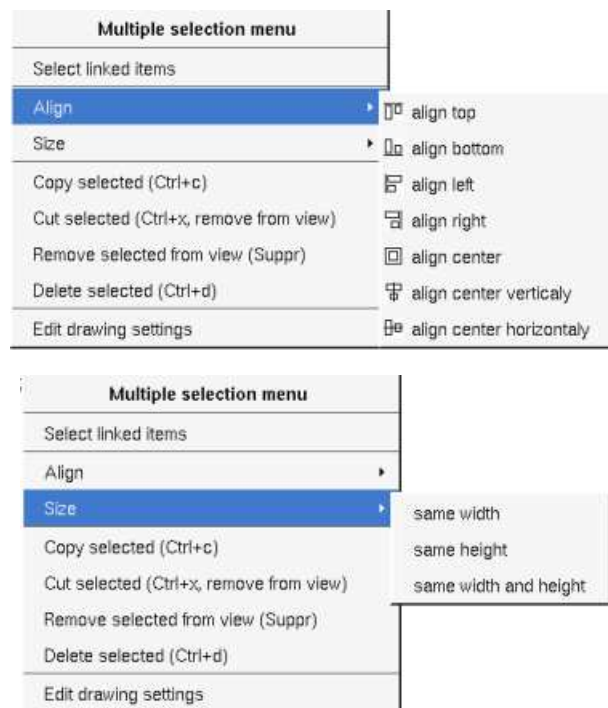 Multiple selection menu
Select linked items
Align
align top
Size
align bottom
Copy selected (Ctrl+c)
align left
Cut selected (Ctrl+x, remove from view)
align right
Remove selected from view (Suppr)
align center
Delete selected (Ctrl+d)
align center verticaly
Edit drawing settings
align center horizontaly
Multiple selection menu
Select linked items
Align
Size
same width
Copy selected (Ctrl+c)
same height
Cut selected (Ctrl+x, remove from view)
same width and height
Remove selected from view (Suppr)
Delete selected (Ctrl+d)
Edit drawing settings